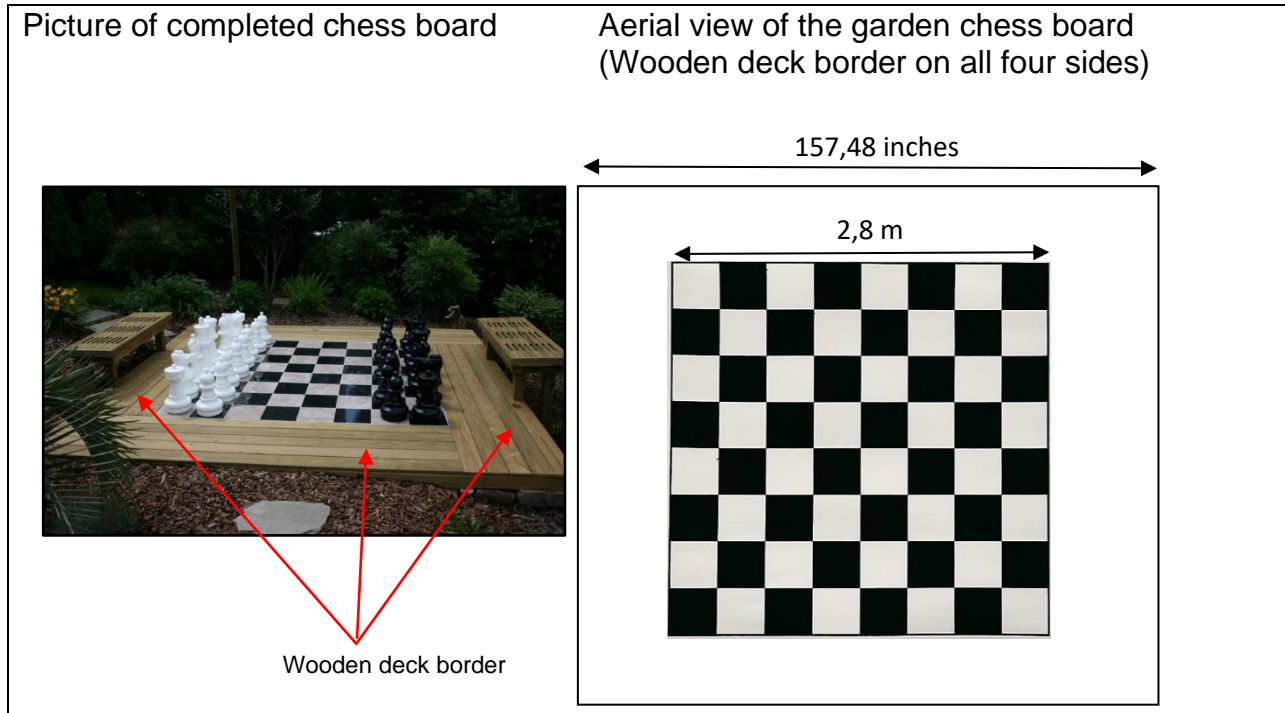 Picture of completed chess board
Aerial view of the garden chess board
(Wooden deck border on all four sides)
157,48 inches
2,8 m
Wooden deck border